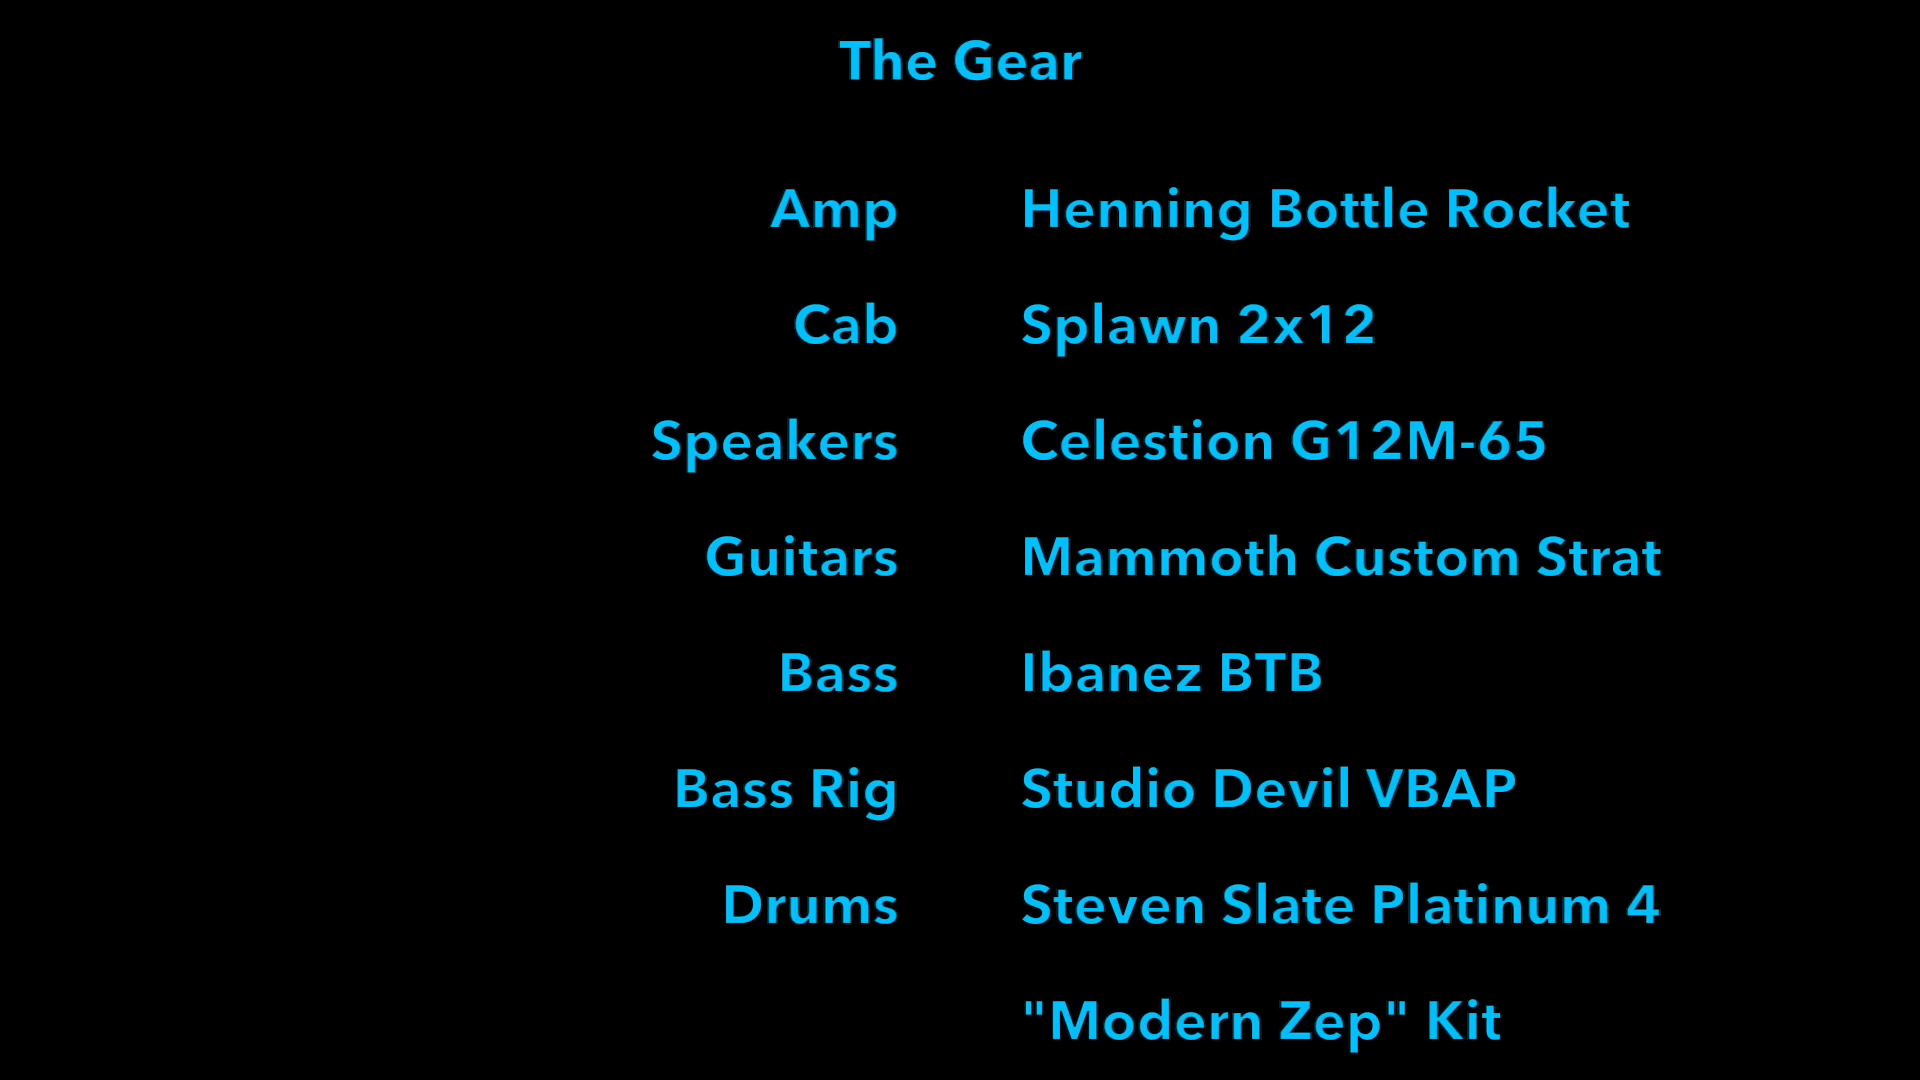 The Gear
Amp Henning Bottle Rocket
Cab Splawn 2x12
Speakers Celestion G12M-65
Guitars Mammoth Custom Strat
Bass Ibanez BTB
Bass Rig Studio Devil VBAP
Drums Steven Slate Platinum 4
"Modern Zep" Kit